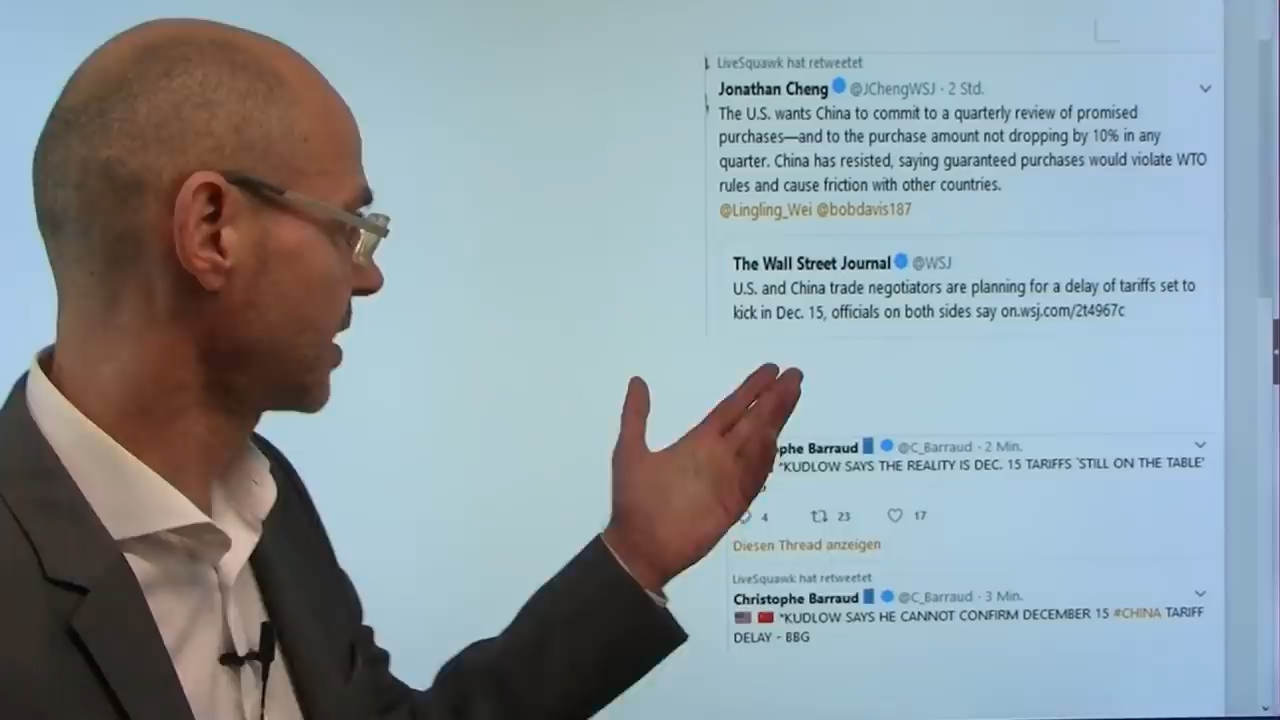 LiveSquawk hat retweetet
Jonathan Cheng @JChengWSJ · 2 Std.
The U.S. wants China to commit to a quarterly review of promised
purchases—and to the purchase amount not dropping by 10% in any
quarter. China has resisted, saying guaranteed purchases would violate WTO
rules and cause friction with other countries.
@Lingling_Wei @bobdavis187
The Wall Street Journal @WSJ
U.S. and China trade negotiators are planning for a delay of tariffs set to
kick in Dec. 15, officials on both sides say on.wsj.com/2t4967c
phe Barraud @C_Barraud · 2 Min.
*KUDLOW SAYS THE REALITY IS DEC. 15 TARIFFS 'STILL ON THE TABLE'
4 23 17
Diesen Thread anzeigen
LiveSquawk hat retweetet
Christophe Barraud @C_Barraud · 3 Min.
*KUDLOW SAYS HE CANNOT CONFIRM DECEMBER 15 #CHINA TARIFF
DELAY - BBG